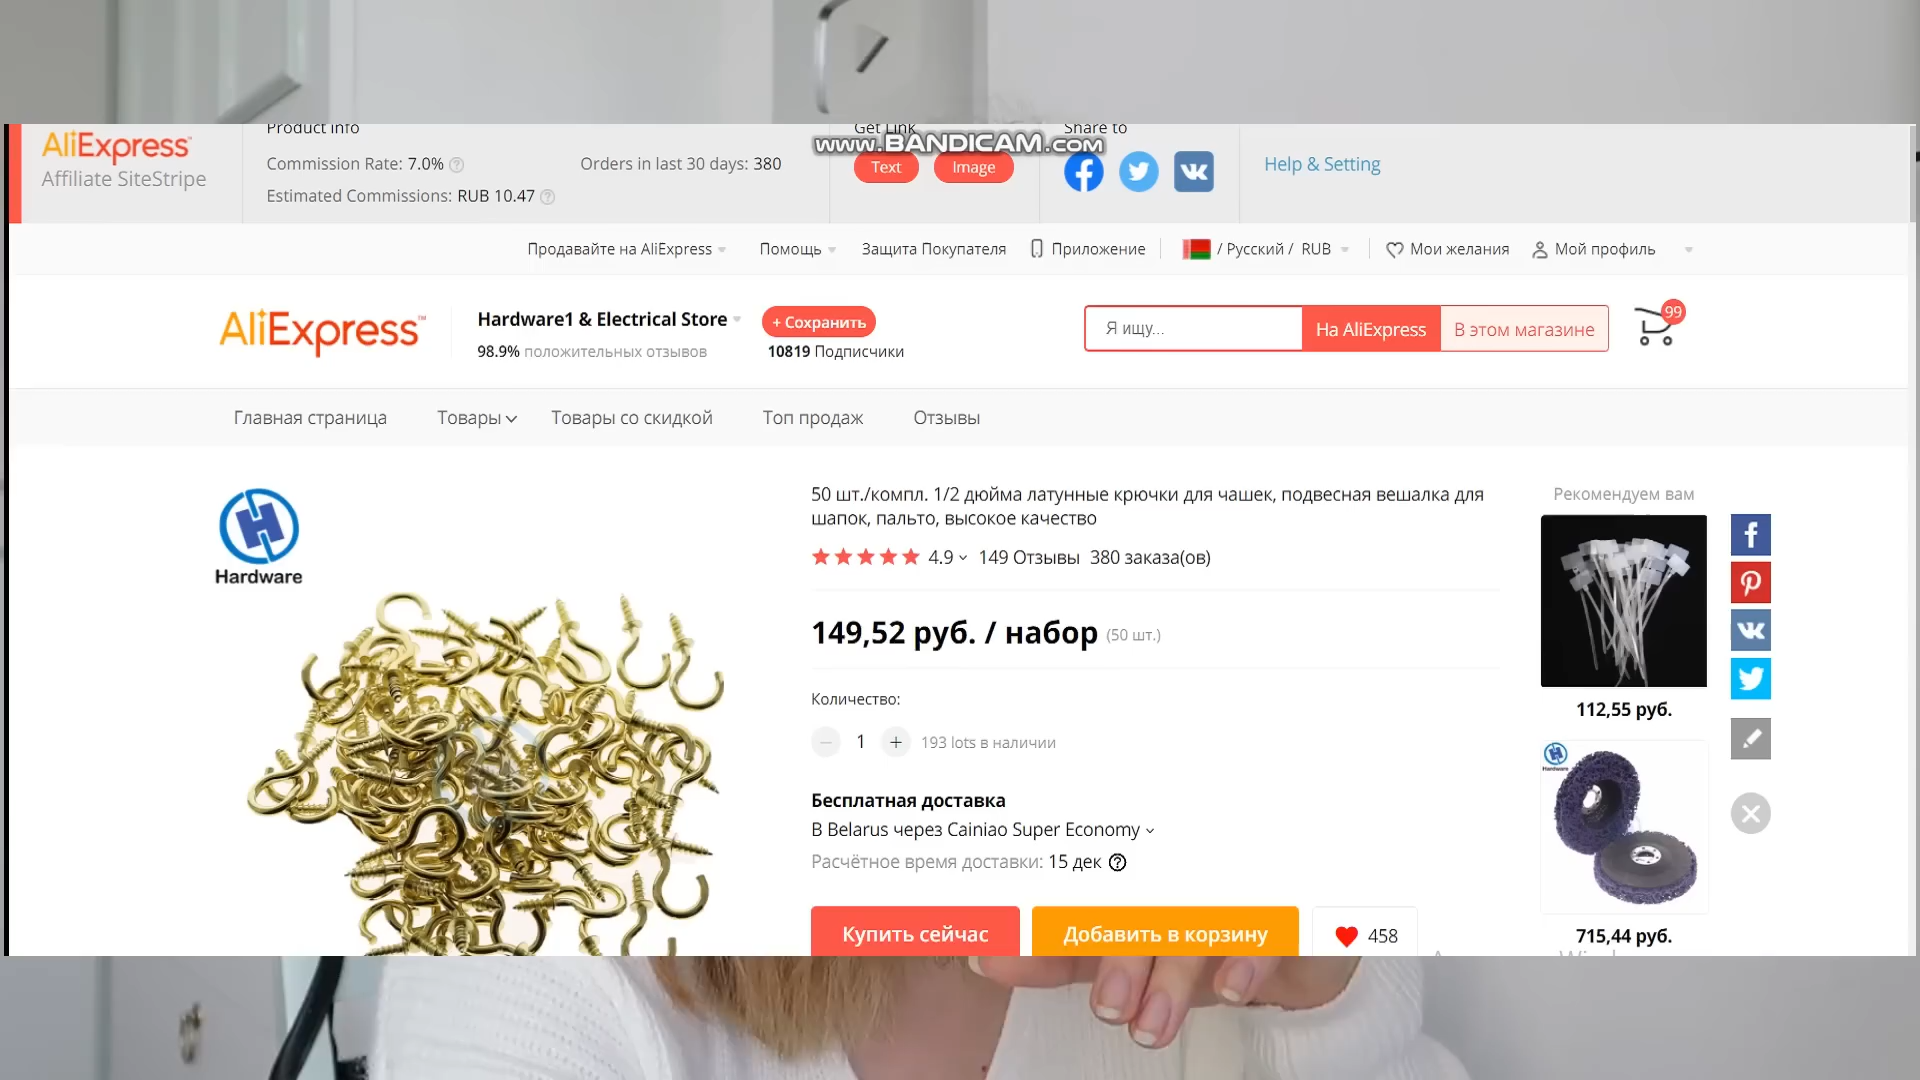 AliExpress
Affiliate SiteStripe
Product info
Commission Rate: 7.0%
Orders in last 30 days: 380
Estimated Commissions: RUB 10.47
Get Link
Text
Image
www.BANDICAM.com
Share to
Help & Setting
Продавайте на AliExpress
Помощь
Защита Покупателя
Приложение
/ Русский / RUB
Мои желания
Мой профиль
AliExpress™
Hardware1 & Electrical Store
98.9% положительных отзывов
+ Сохранить
10819 Подписчики
Я ищу...
На AliExpress
В этом магазине
99
Главная страница
Товары
Товары со скидкой
Топ продаж
Отзывы
Hardware
50 шт./компл. 1/2 дюйма латунные крючки для чашек, подвесная вешалка для
шапок, пальто, высокое качество
4.9
149 Отзывы
380 заказа(ов)
149,52 руб. / набор (50 шт.)
Количество:
1
193 lots в наличии
Бесплатная доставка
В Belarus через Cainiao Super Economy
Расчётное время доставки: 15 дек
Купить сейчас
Добавить в корзину
458
Рекомендуем вам
112,55 руб.
Hardware
715,44 руб.